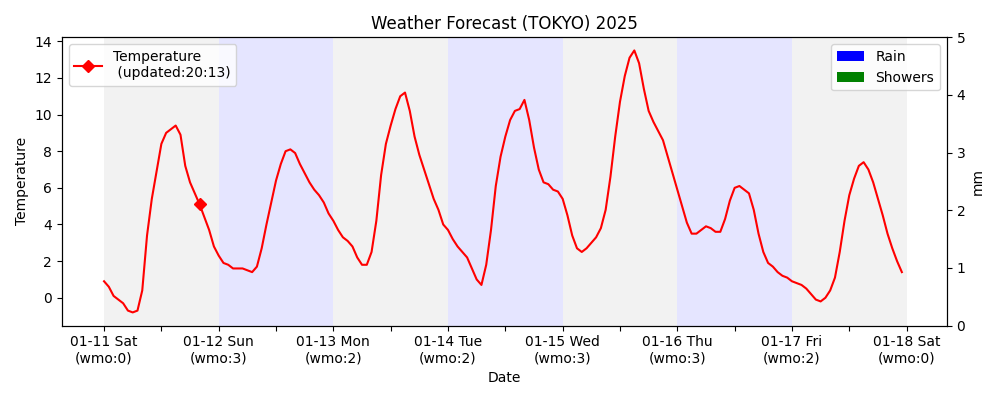 Weather Forecast (TOKYO) 2025
Temperature
(updated:20:13)
Rain
Showers
Temperature
14
12
10
8
6
4
2
0
5
4
3
2
1
0
mm
01-11 Sat
(wmo:0)
01-12 Sun
(wmo:3)
01-13 Mon
(wmo:2)
01-14 Tue
(wmo:2)
01-15 Wed
(wmo:3)
01-16 Thu
(wmo:3)
01-17 Fri
(wmo:2)
01-18 Sat
(wmo:0)
Date